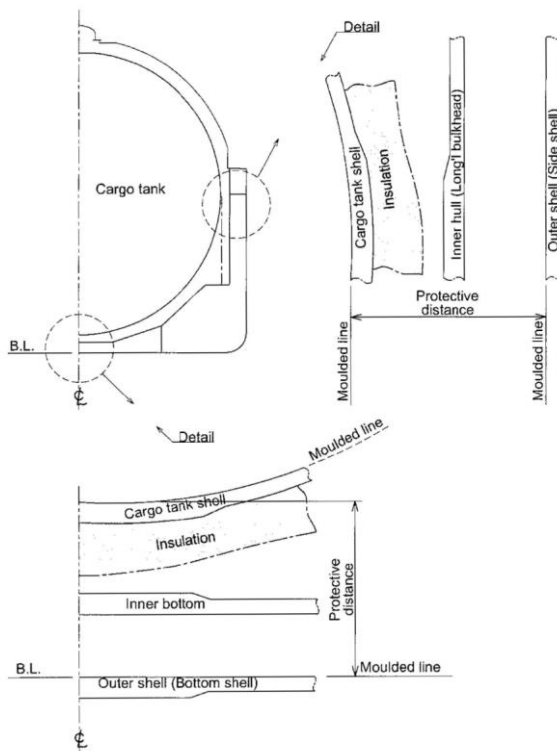 Detail
Cargo tank
Cargo tank shell
Insulation
Inner hull (Long'l bulkhead)
Outer shell (Side shell)
Protective
distance
Moulded line
Moulded line
B.L.
℄
Detail
Moulded line
Cargo tank shell
Insulation
Inner bottom
Protective
distance
B.L.
Moulded line
Outer shell (Bottom shell)
℄